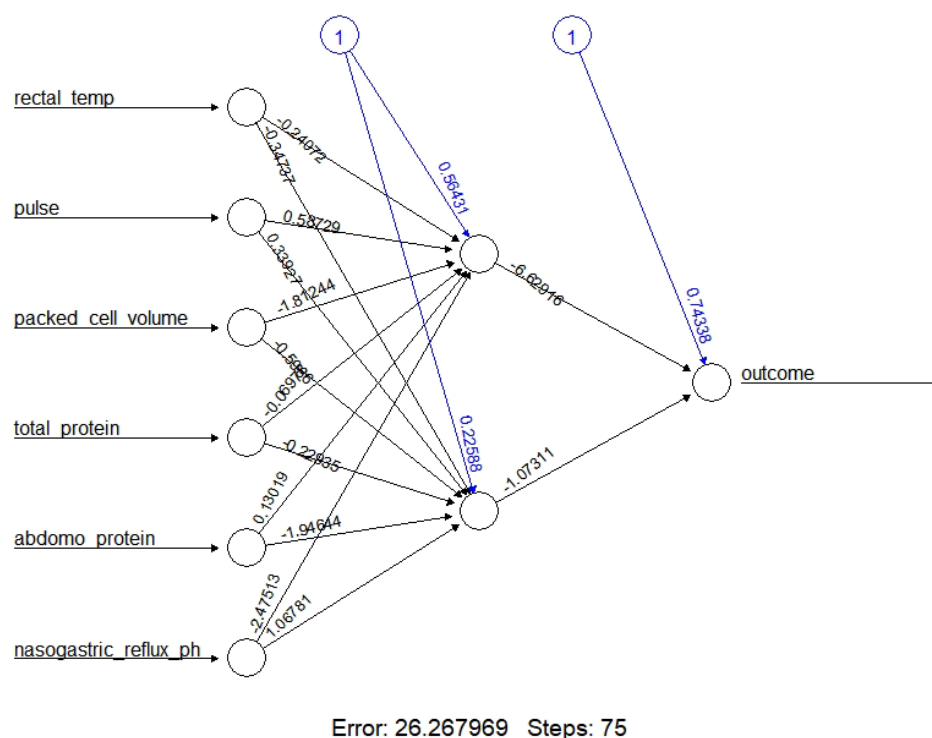 1
1
rectal_temp
-0.24072
-0.34737
pulse
0.58729
0.33927
0.56431
packed_cell_volume
-1.81244
-0.5986
-6.62916
0.74338
outcome
total_protein
-0.22935
0.22588
abdomo_protein
0.13019
-1.94644
-1.07311
nasogastric_reflux_ph
-2.47513
1.06781
Error: 26.267969 Steps: 75